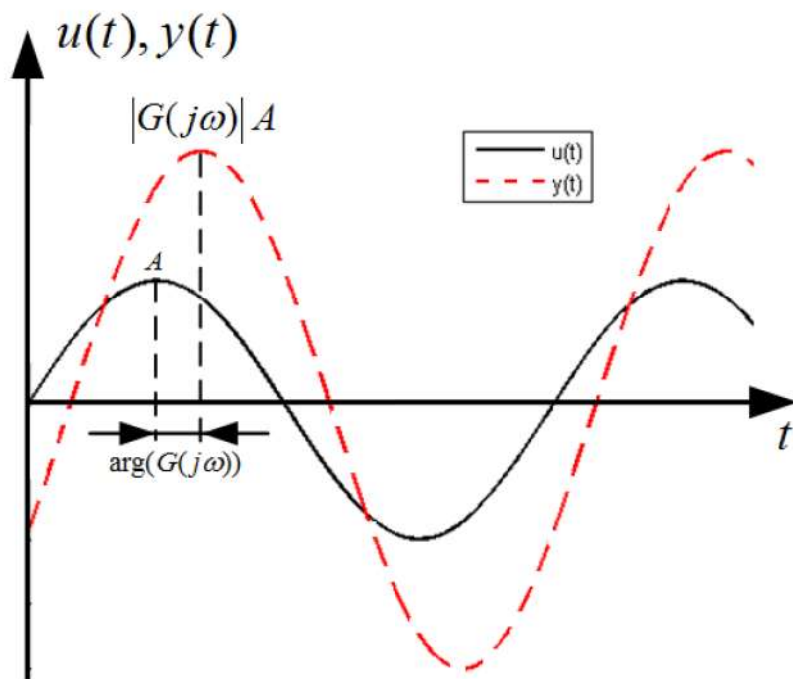 u(t), y(t)
|G(jω)| A
u(t)
y(t)
A
t
arg(G(jω))